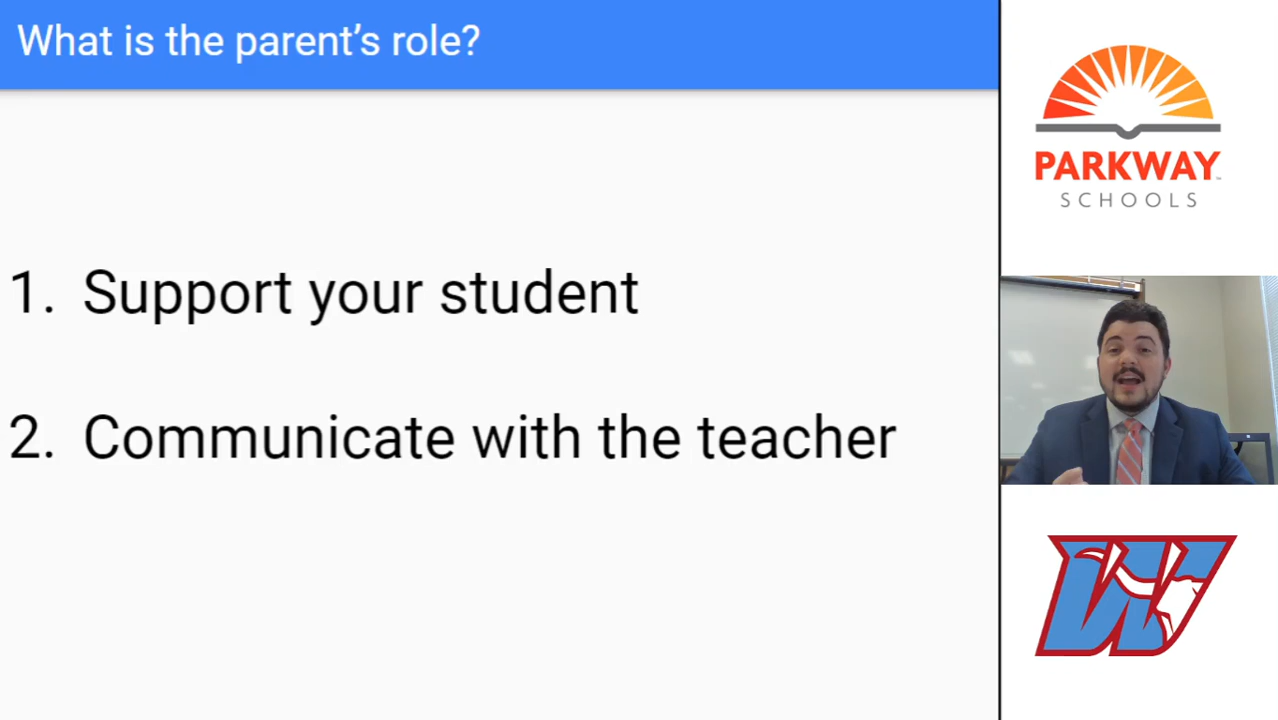 What is the parent’s role?
1. Support your student
2. Communicate with the teacher
PARKWAY
SCHOOLS
W